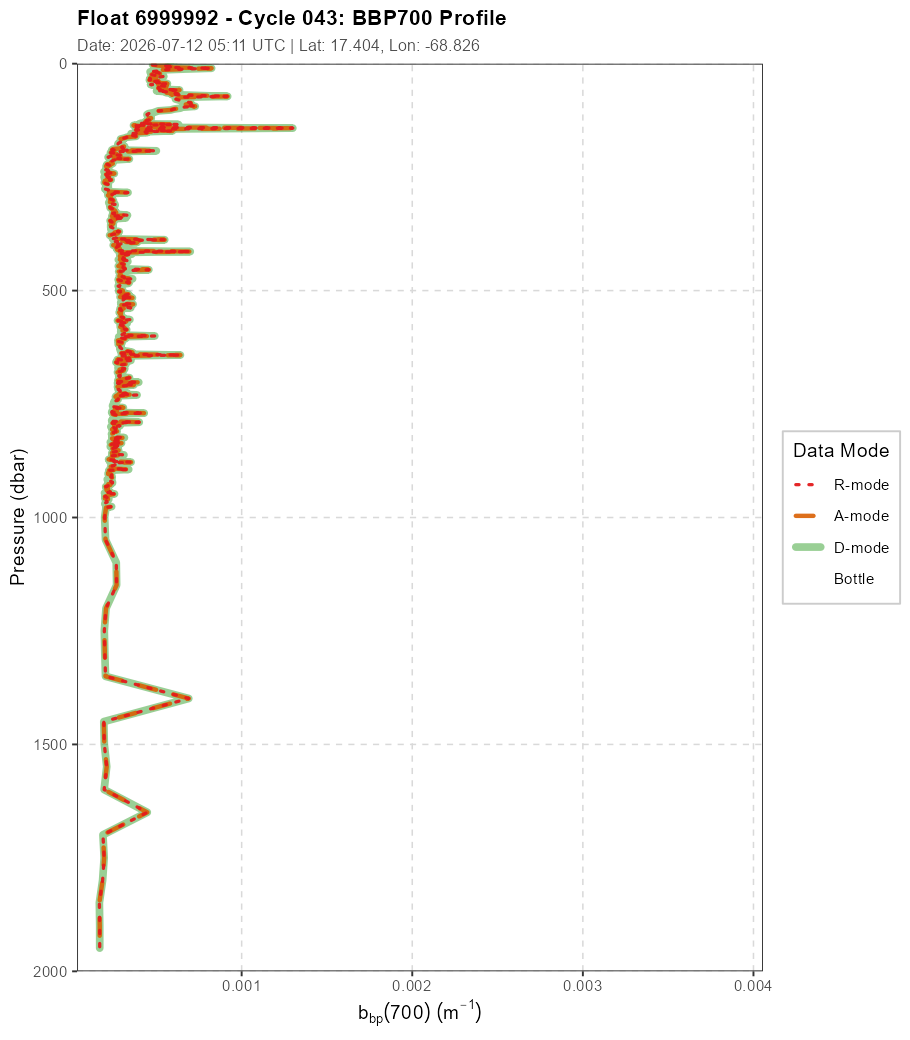 Float 6999992 - Cycle 043: BBP700 Profile
Date: 2026-07-12 05:11 UTC | Lat: 17.404, Lon: -68.826
0
500
1000
1500
2000
Pressure (dbar)
0.001
0.002
0.003
0.004
b_bp(700) (m⁻¹)
Data Mode
R-mode
A-mode
D-mode
Bottle